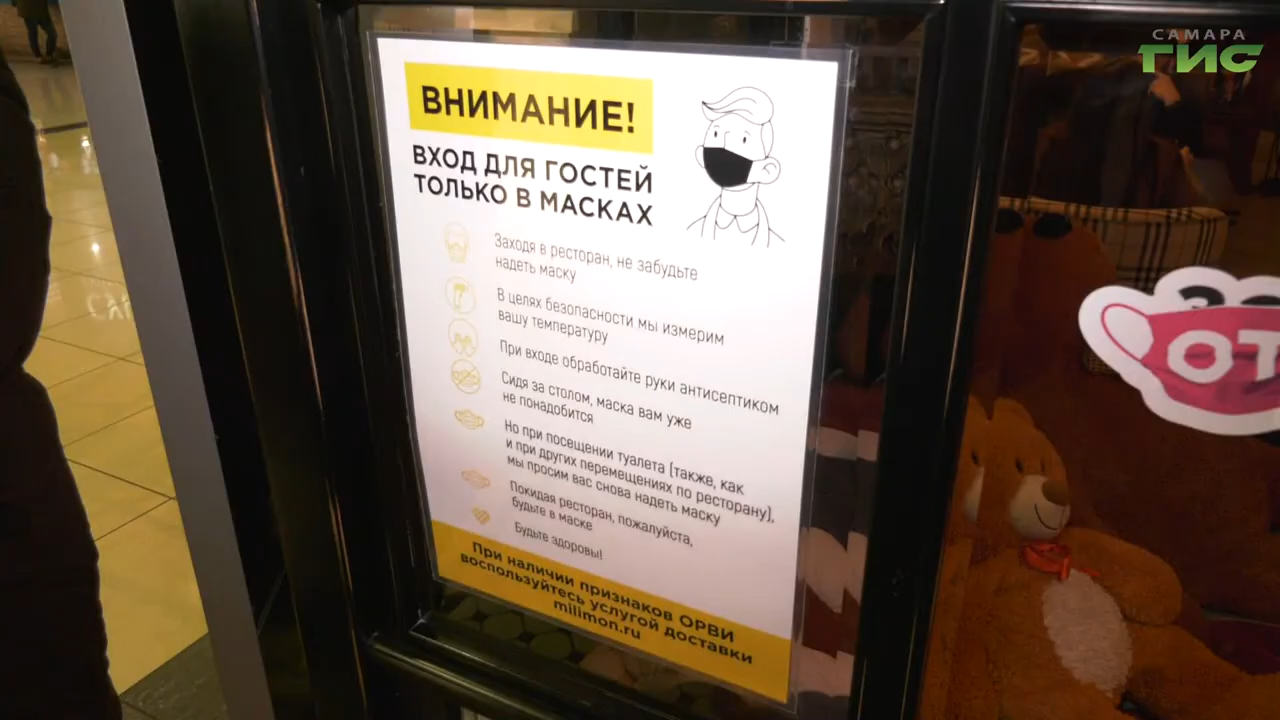 САМАРА
ГИС
ВНИМАНИЕ!
ВХОД ДЛЯ ГОСТЕЙ
ТОЛЬКО В МАСКАХ
Заходя в ресторан, не забудьте
надеть маску
В целях безопасности мы измерим
вашу температуру
При входе обработайте руки антисептиком
Сидя за столом, маска вам уже
не понадобится
Но при посещении туалета (также, как
и при других перемещениях по ресторану),
мы просим вас снова надеть маску
Покидая ресторан, пожалуйста,
будьте в маске
Будьте здоровы!
При наличии признаков ОРВИ
воспользуйтесь услугой доставки
milimon.ru
ОТ